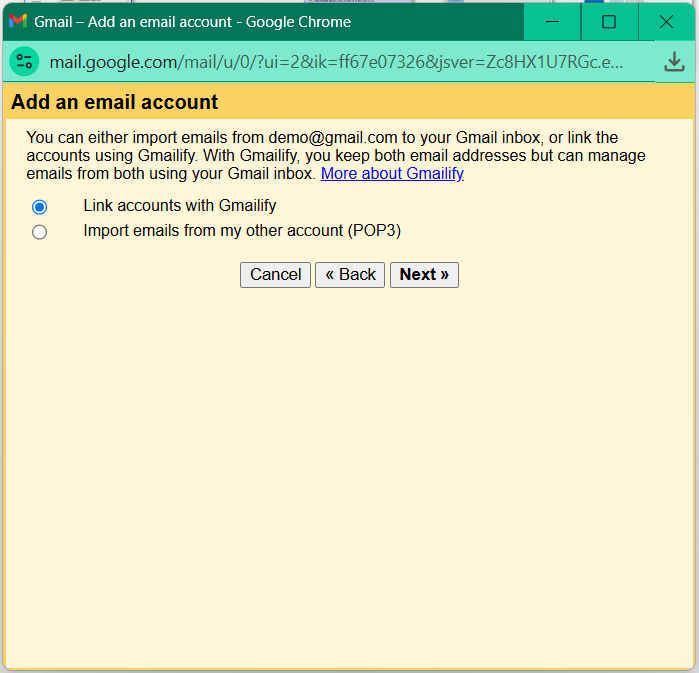 Gmail – Add an email account - Google Chrome
mail.google.com/mail/u/0/?ui=2&ik=ff67e07326&jsver=Zc8HX1U7RGc.e...
Add an email account
You can either import emails from demo@gmail.com to your Gmail inbox, or link the
accounts using Gmailify. With Gmailify, you keep both email addresses but can manage
emails from both using your Gmail inbox. More about Gmailify
Link accounts with Gmailify
Import emails from my other account (POP3)
Cancel « Back Next »